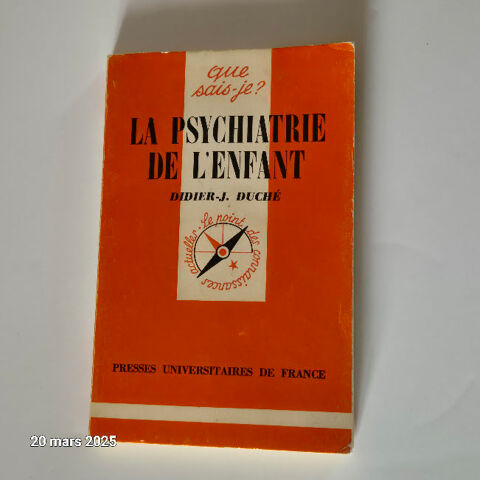 que
sais-je?
LA PSYCHIATRIE
DE L'ENFANT
DIDIER-J. DUCHÉ
Le point des connaissances actuelles
PRESSES UNIVERSITAIRES DE FRANCE
20 mars 2025